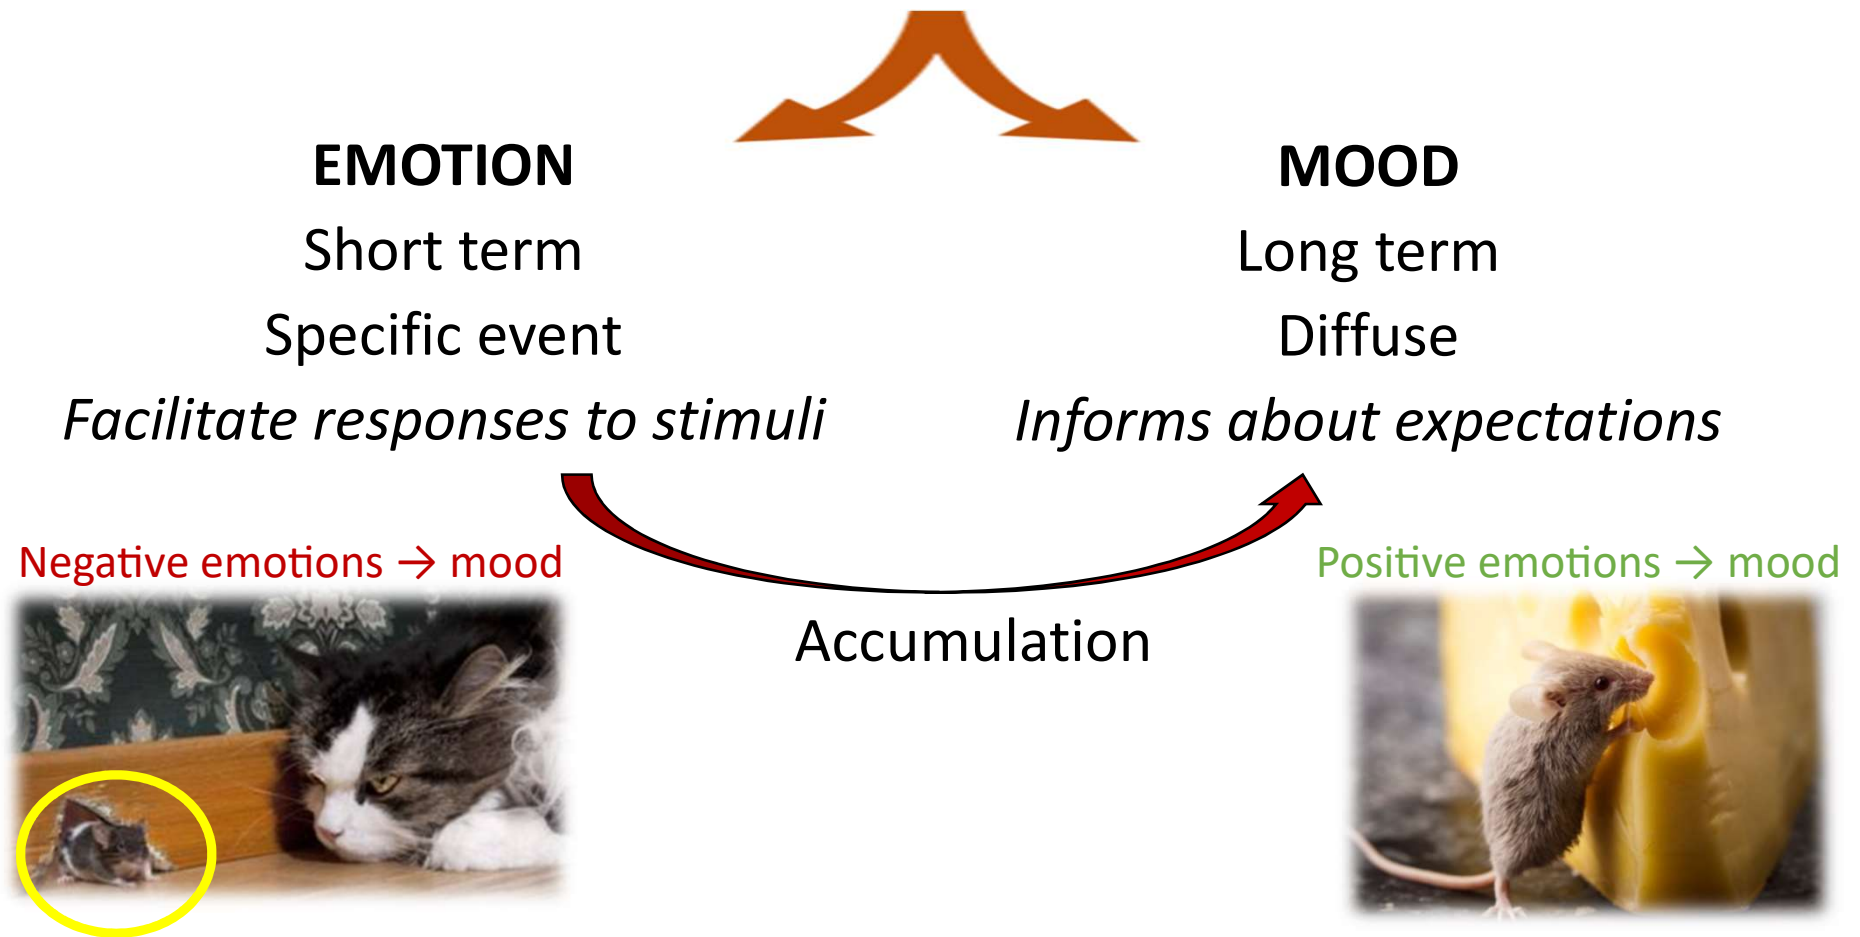 EMOTION
Short term
Specific event
Facilitate responses to stimuli
MOOD
Long term
Diffuse
Informs about expectations
Negative emotions → mood
Accumulation
Positive emotions → mood